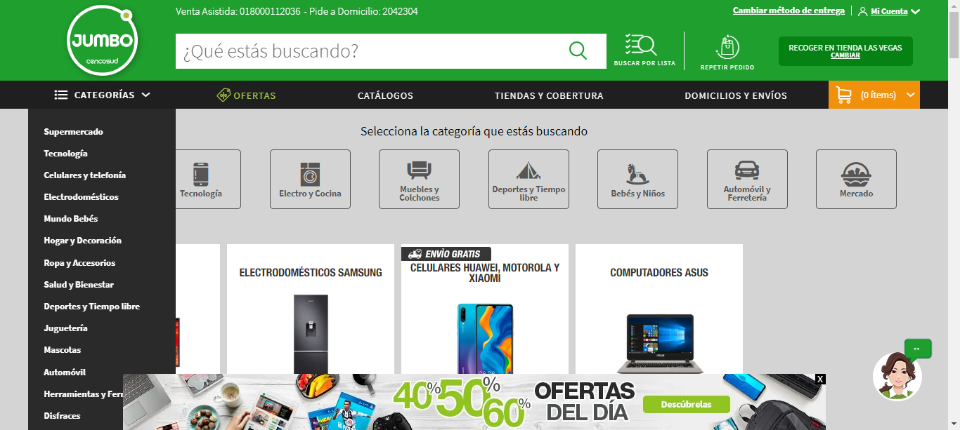 Venta Asistida: 018000112036 - Pide a Domicilio: 2042304
Cambiar método de entrega
Mi Cuenta
JUMBO
cencosud
¿Qué estás buscando?
BUSCAR POR LISTA
REPETIR PEDIDO
RECOGER EN TIENDA LAS VEGAS
CAMBIAR
CATEGORÍAS
OFERTAS
CATÁLOGOS
TIENDAS Y COBERTURA
DOMICILIOS Y ENVÍOS
(0 ítems)
Supermercado
Tecnología
Celulares y telefonía
Electrodomésticos
Mundo Bebés
Hogar y Decoración
Ropa y Accesorios
Salud y Bienestar
Deportes y Tiempo libre
Juguetería
Mascotas
Automóvil
Herramientas y Ferr
Disfraces
Selecciona la categoría que estás buscando
Tecnología
Electro y Cocina
Muebles y
Colchones
Deportes y Tiempo
libre
Bebés y Niños
Automóvil y
Ferretería
Mercado
ELECTRODOMÉSTICOS SAMSUNG
ENVÍO GRATIS
CELULARES HUAWEI, MOTOROLA Y
XIAOMI
COMPUTADORES ASUS
40% 50% 60%
OFERTAS
DEL DÍA
Descúbrelas
X